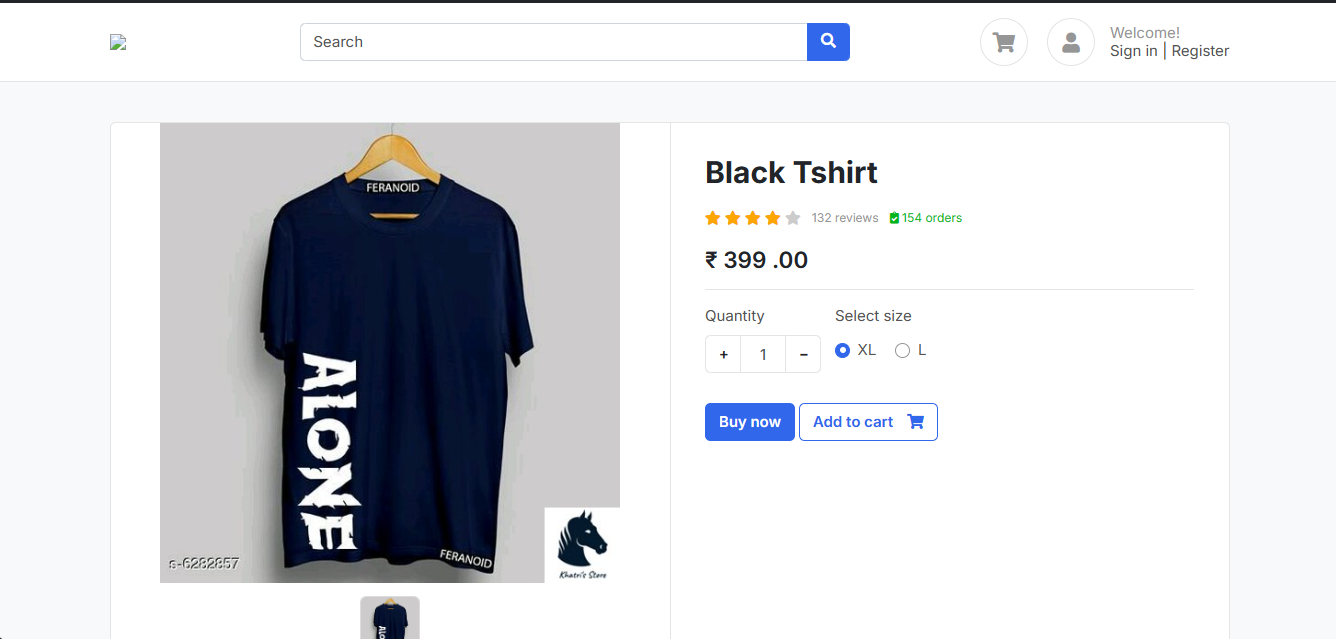 Search
Welcome!
Sign in | Register
FERANOID
ALONE
FERANOID
s-6282857
Khatri's Store
Black Tshirt
132 reviews
154 orders
₹ 399 .00
Quantity
Select size
+ 1 −
XL
L
Buy now
Add to cart